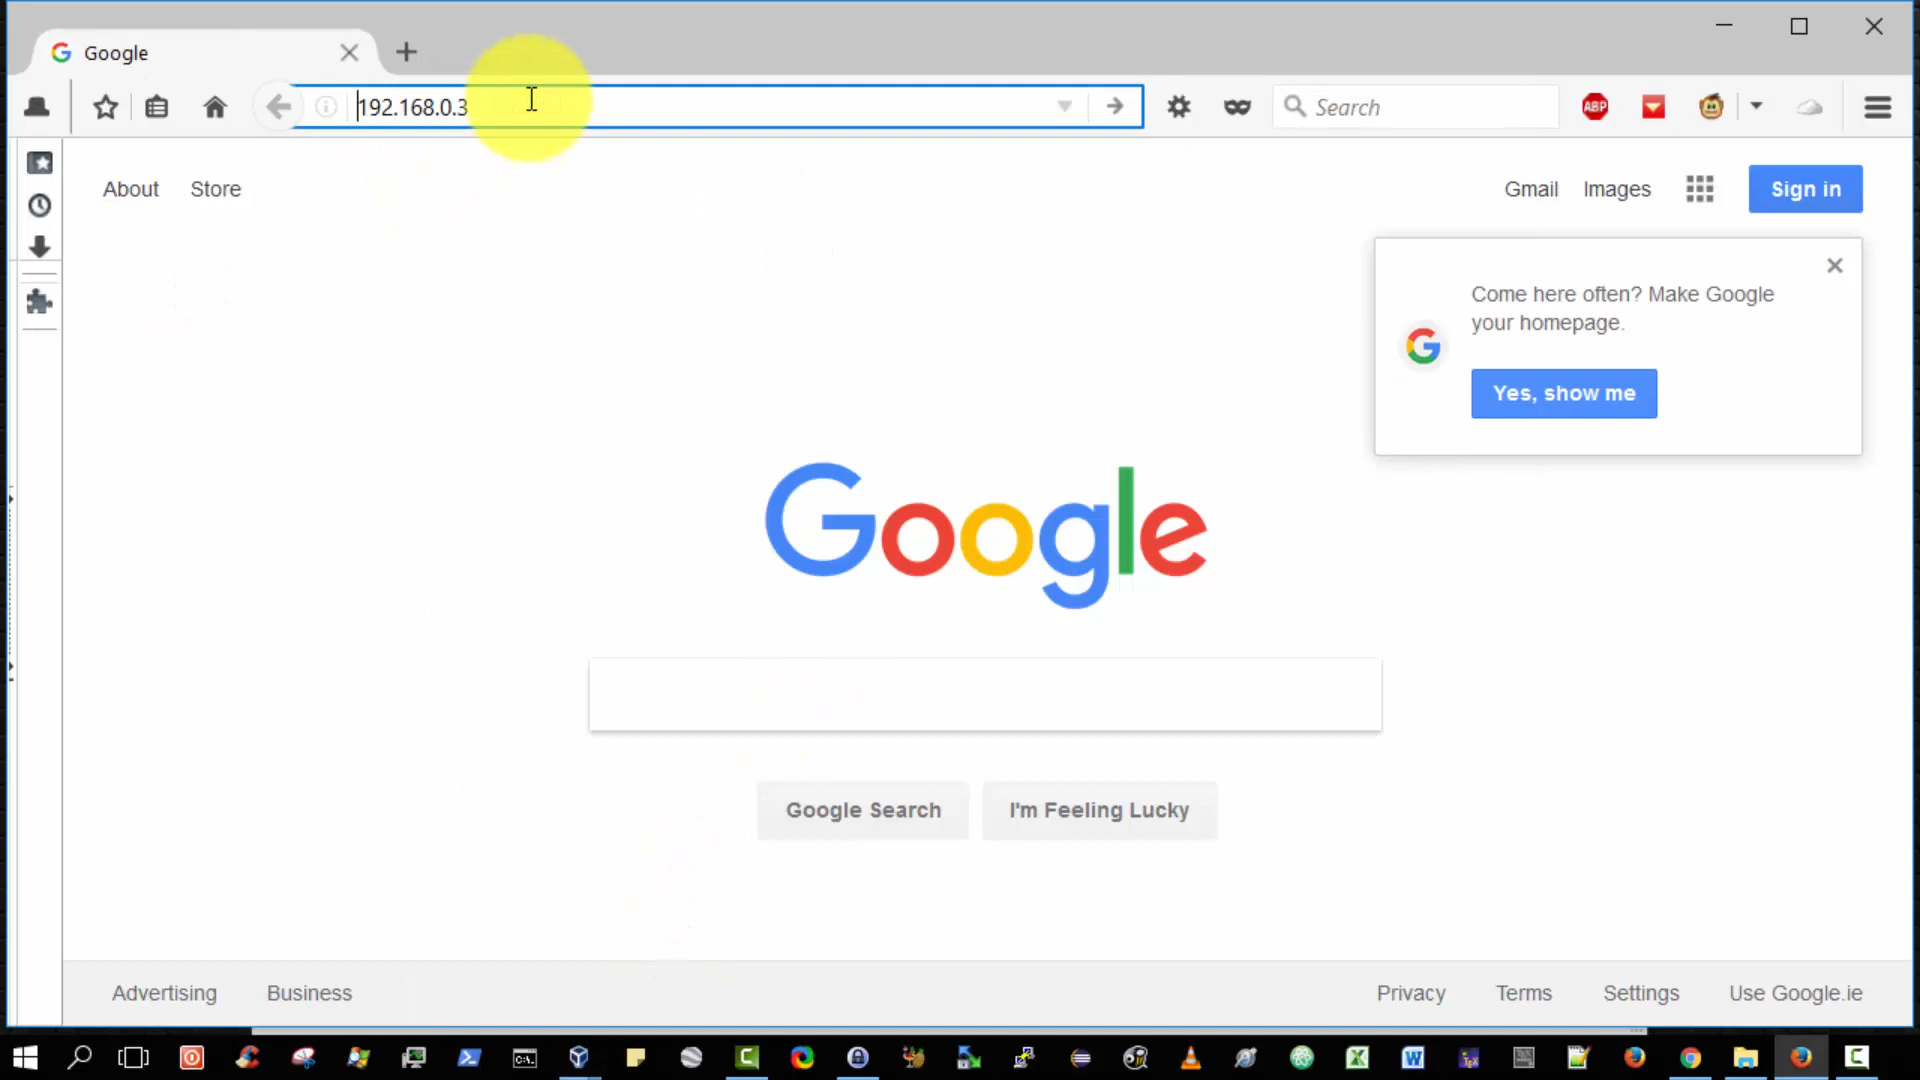 Google
192.168.0.3
Search
ABP
About
Store
Gmail
Images
Sign in
Come here often? Make Google
your homepage.
Yes, show me
Google
Google Search
I'm Feeling Lucky
Advertising
Business
Privacy
Terms
Settings
Use Google.ie